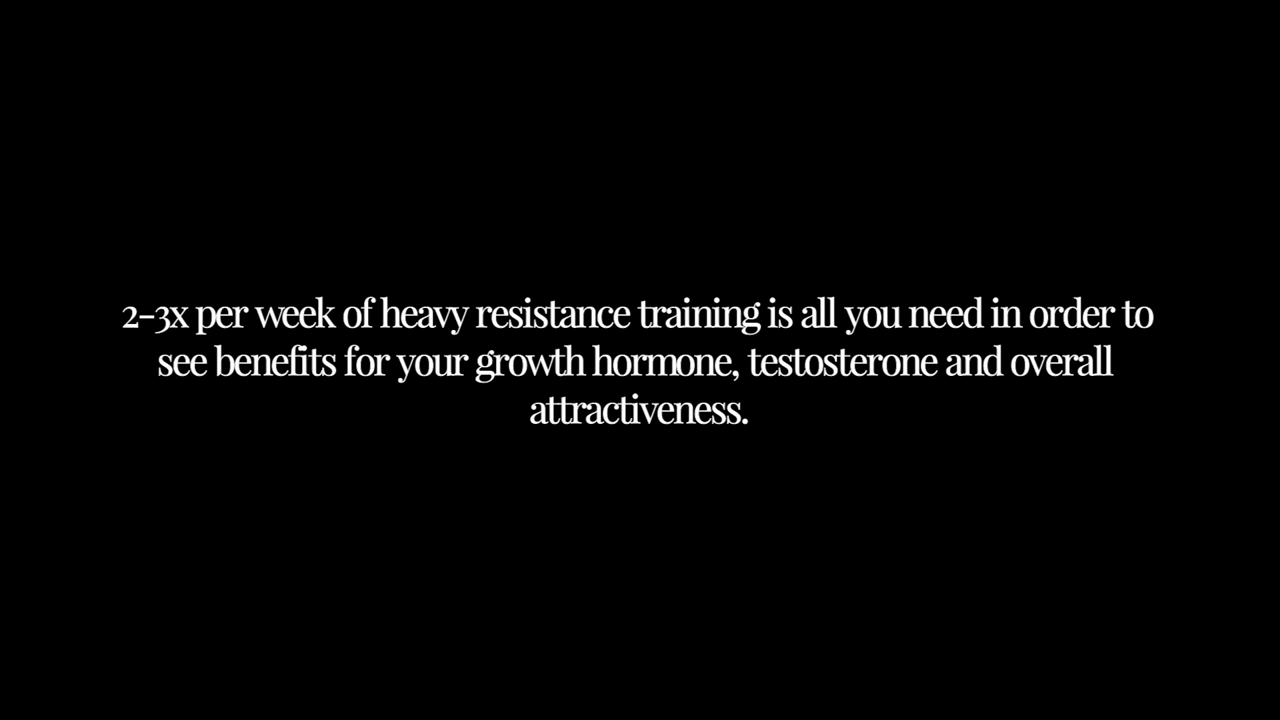 2-3x per week of heavy resistance training is all you need in order to
see benefits for your growth hormone, testosterone and overall
attractiveness.